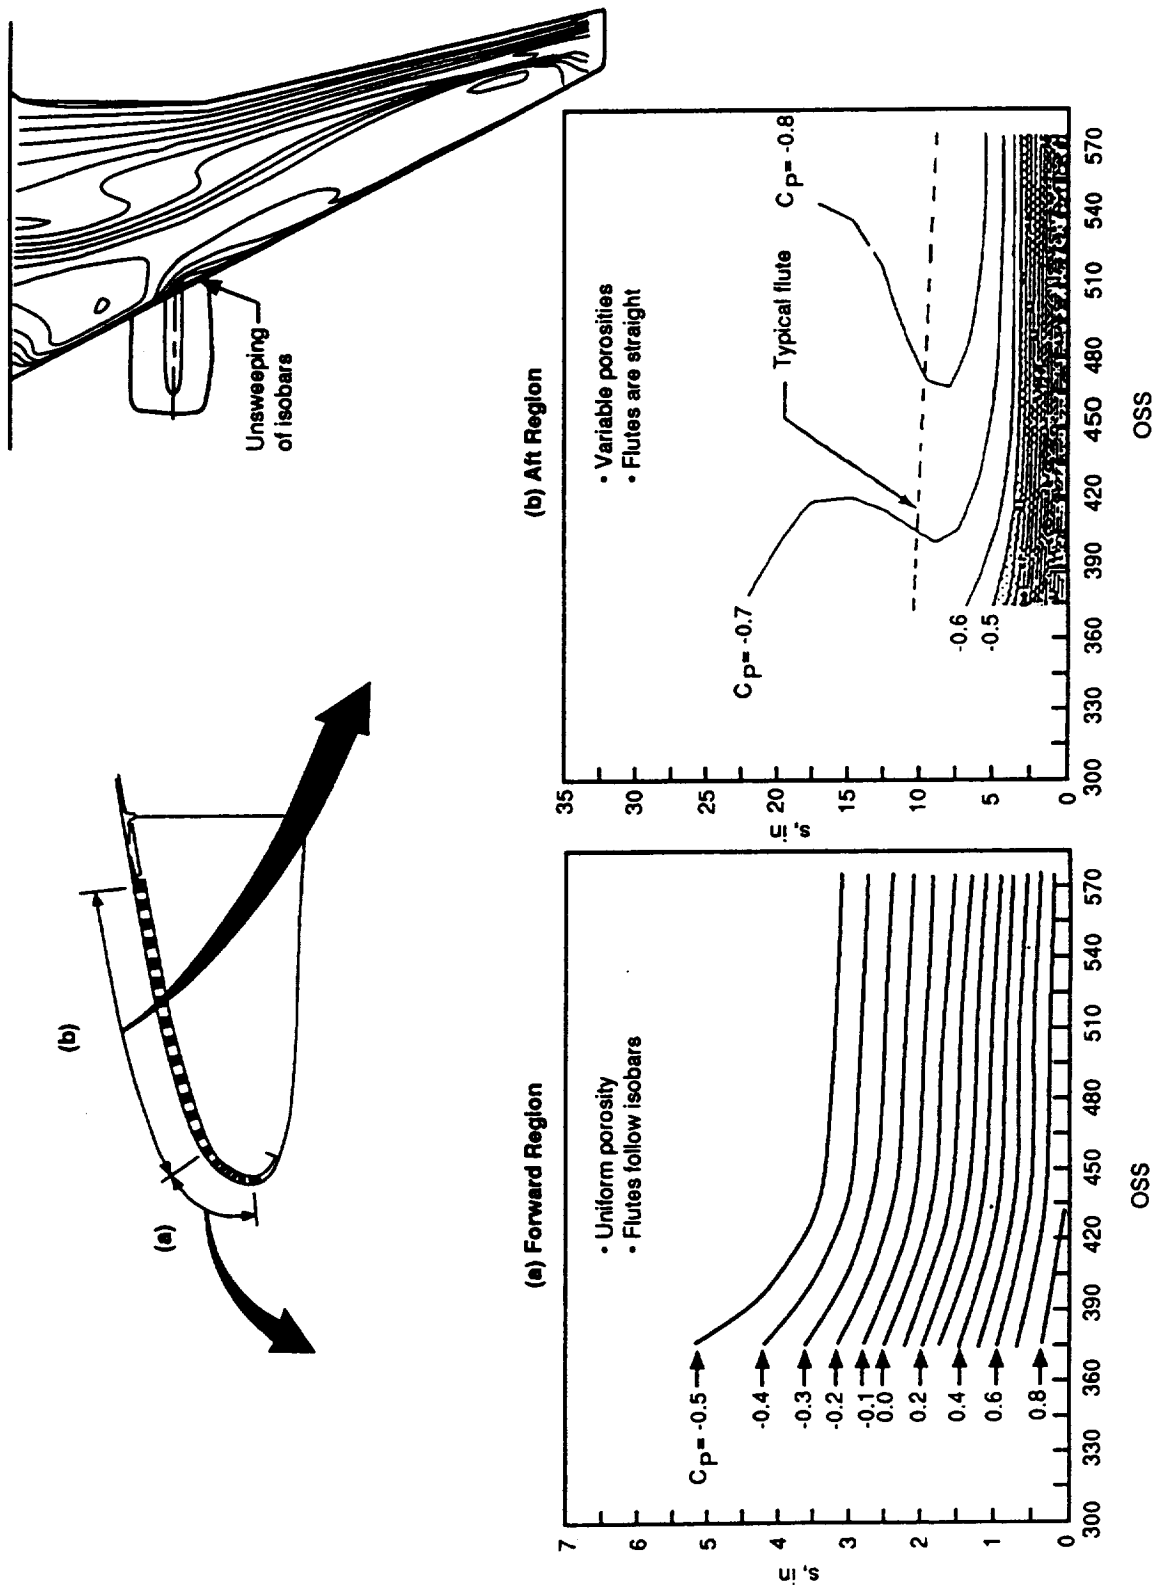 Unsweeping
of isobars
(a)
(b)
(a) Forward Region
• Uniform porosity
• Flutes follow isobars
s, in
7
6
5
4
3
2
1
0
Cp= -0.5
-0.4
-0.3
-0.2
-0.1
0.0
0.2
0.4
0.6
0.8
300 330 360 390 420 450 480 510 540 570
OSS
(b) Aft Region
• Variable porosities
• Flutes are straight
s, in
35
30
25
20
15
10
5
0
Cp= -0.7
Typical flute
Cp= -0.8
-0.6
-0.5
300 330 360 390 420 450 480 510 540 570
OSS